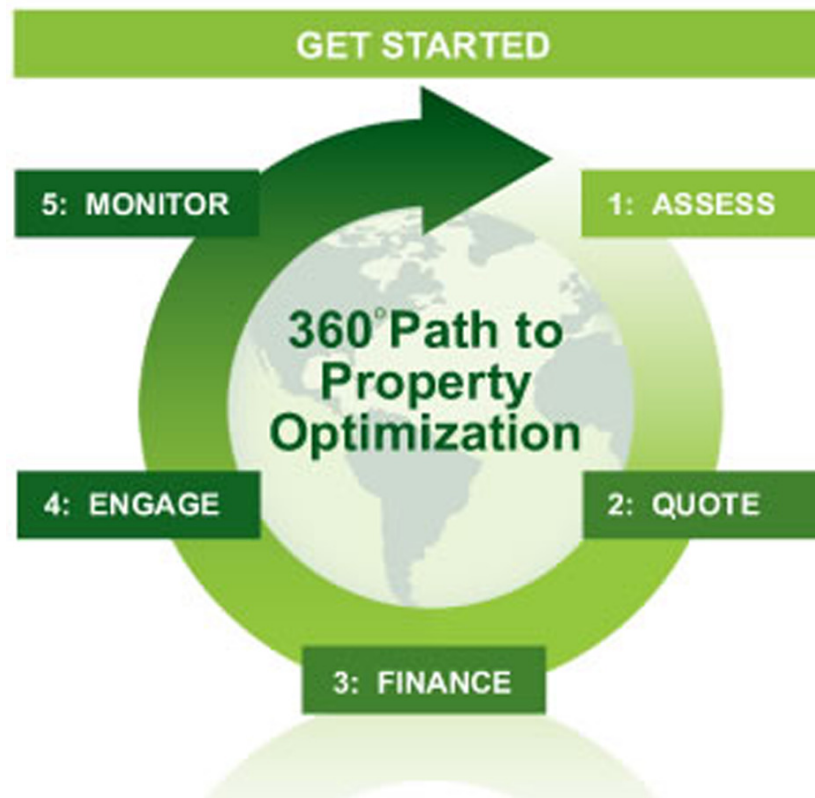 GET STARTED
1: ASSESS
2: QUOTE
3: FINANCE
4: ENGAGE
5: MONITOR
360°Path to
Property
Optimization